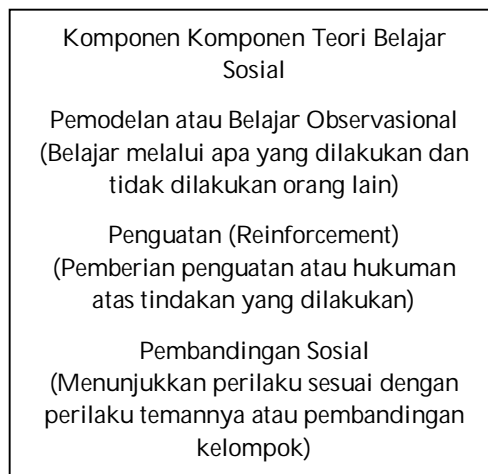 Komponen Komponen Teori Belajar
Sosial
Pemodelan atau Belajar Observasional
(Belajar melalui apa yang dilakukan dan
tidak dilakukan orang lain)
Penguatan (Reinforcement)
(Pemberian penguatan atau hukuman
atas tindakan yang dilakukan)
Pembandingan Sosial
(Menunjukkan perilaku sesuai dengan
perilaku temannya atau pembandingan
kelompok)